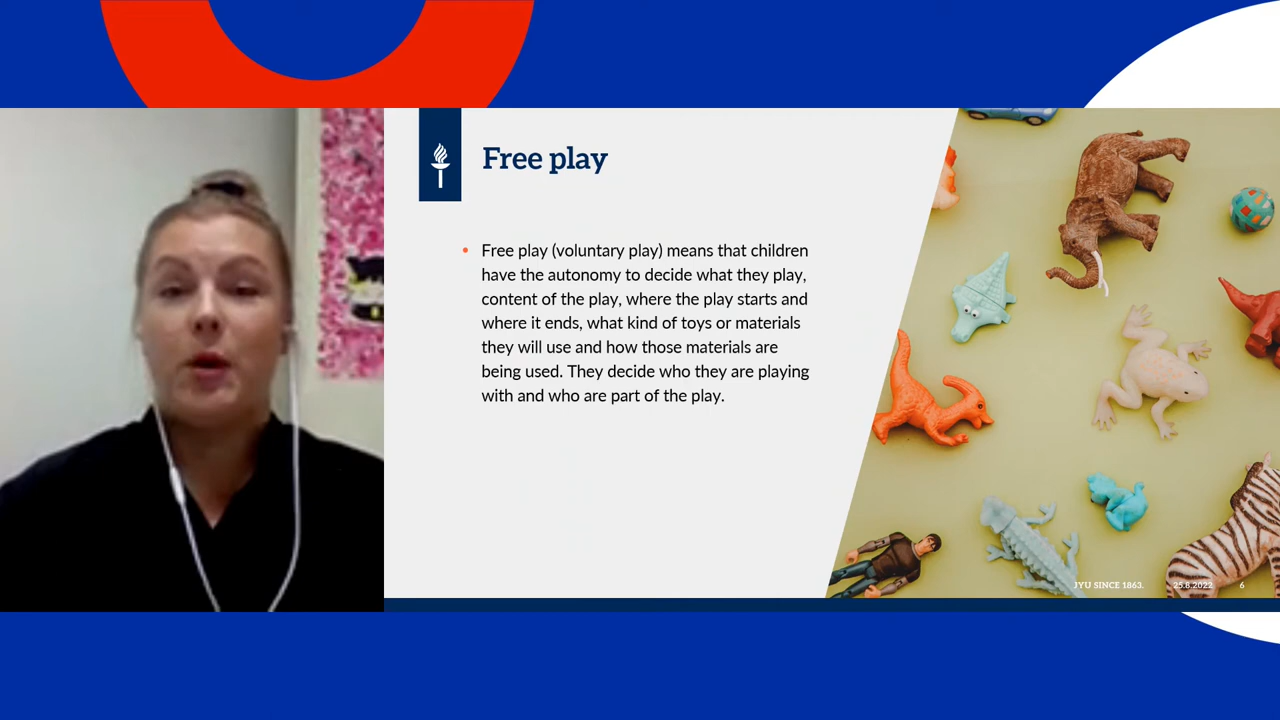 Free play
• Free play (voluntary play) means that children
have the autonomy to decide what they play,
content of the play, where the play starts and
where it ends, what kind of toys or materials
they will use and how those materials are
being used. They decide who they are playing
with and who are part of the play.
JYU SINCE 1863. 25.8.2022 6